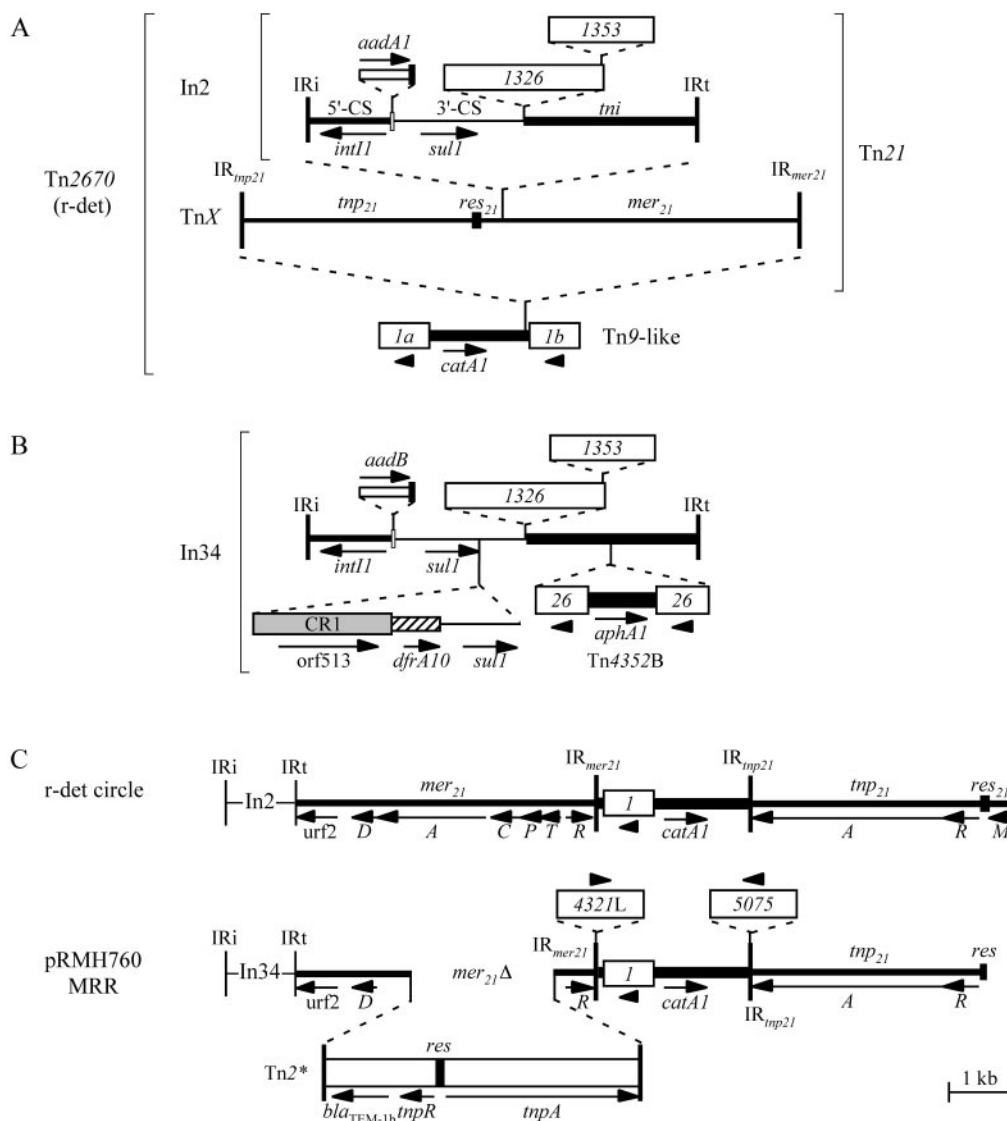 A
1353
aadA1
1326
In2
IRi
IRt
5'-CS
3'-CS
tni
intI1
sul1
Tn21
Tn2670
(r-det)
IRtnp21
IRmer21
TnX
tnp21
res21
mer21
1a
1b
Tn9-like
catA1
B
1353
aadB
1326
IRi
IRt
In34
intI1
sul1
26
26
CR1
aphA1
orf513
dfrA10
sul1
Tn4352B
C
IRi
IRt
IRmer21
IRtnp21
r-det circle
In2
mer21
1
tnp21
res21
urf2
D
A
C
P
T
R
catA1
A
R
M
4321L
5075
pRMH760
MRR
IRi
IRt
IRmer21
tnp21
res
In34
mer21Δ
1
urf2
D
R
catA1
A
R
IRtnp21
Tn2*
res
blaTEM-1b
tnpR
tnpA
1 kb